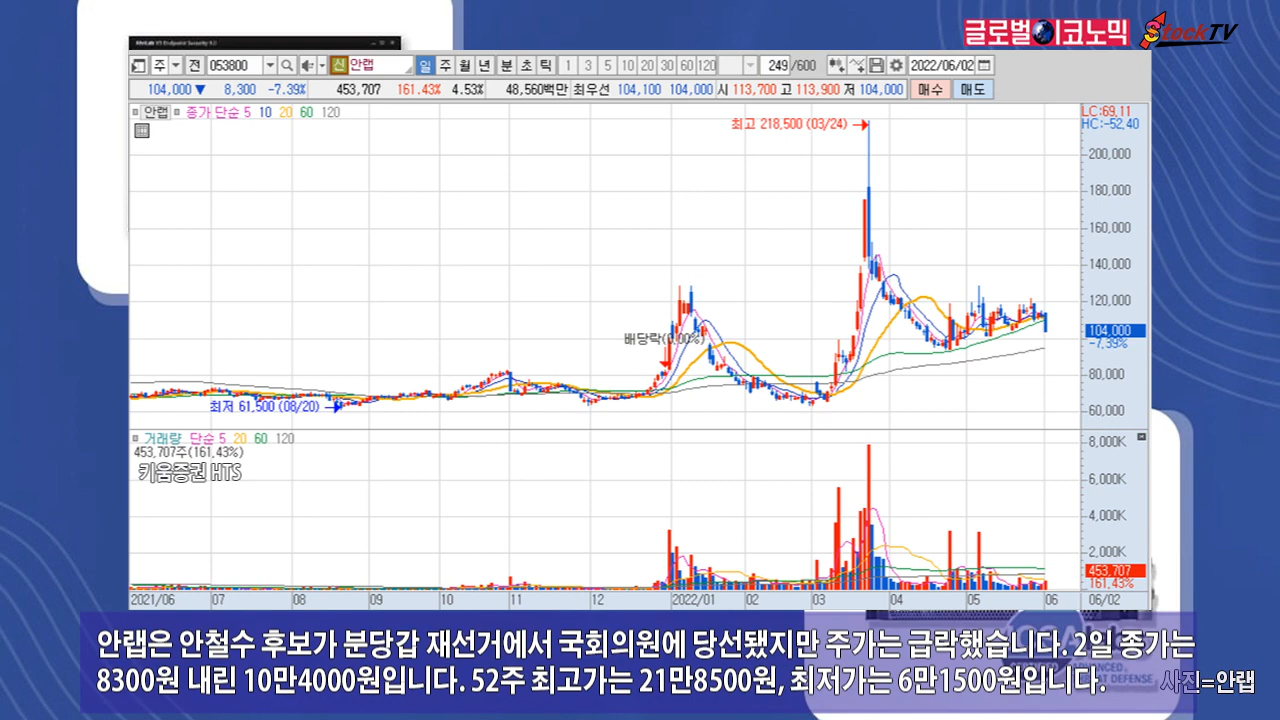 글로벌이코노믹 StockTV
AhnLab V3 Endpoint Security 9.0
주 전 053800 신 안랩 일 주 월 년 분 초 틱 1 3 5 10 20 30 60 120 249/600 2022/06/02
104,000 ▼ 8,300 -7.39% 453,707 161.43% 4.53% 48,560백만 최우선 104,100 104,000 시 113,700 고 113,900 저 104,000 매수 매도
안랩 종가 단순 5 10 20 60 120
LC:69,11
HC:-52,40
최고 218,500 (03/24)
200,000
180,000
160,000
140,000
120,000
배당락(0,00%)
104,000
-7,39%
80,000
최저 61,500 (08/20)
60,000
거래량 단순 5 20 60 120
453,707주(161,43%)
키움증권 HTS
8,000K
6,000K
4,000K
2,000K
453,707
161,43%
2021/06 07 08 09 10 11 12 2022/01 02 03 04 05 06 06/02
안랩은 안철수 후보가 분당갑 재선거에서 국회의원에 당선됐지만 주가는 급락했습니다. 2일 종가는
8300원 내린 10만4000원입니다. 52주 최고가는 21만8500원, 최저가는 6만1500원입니다.
사진=안랩